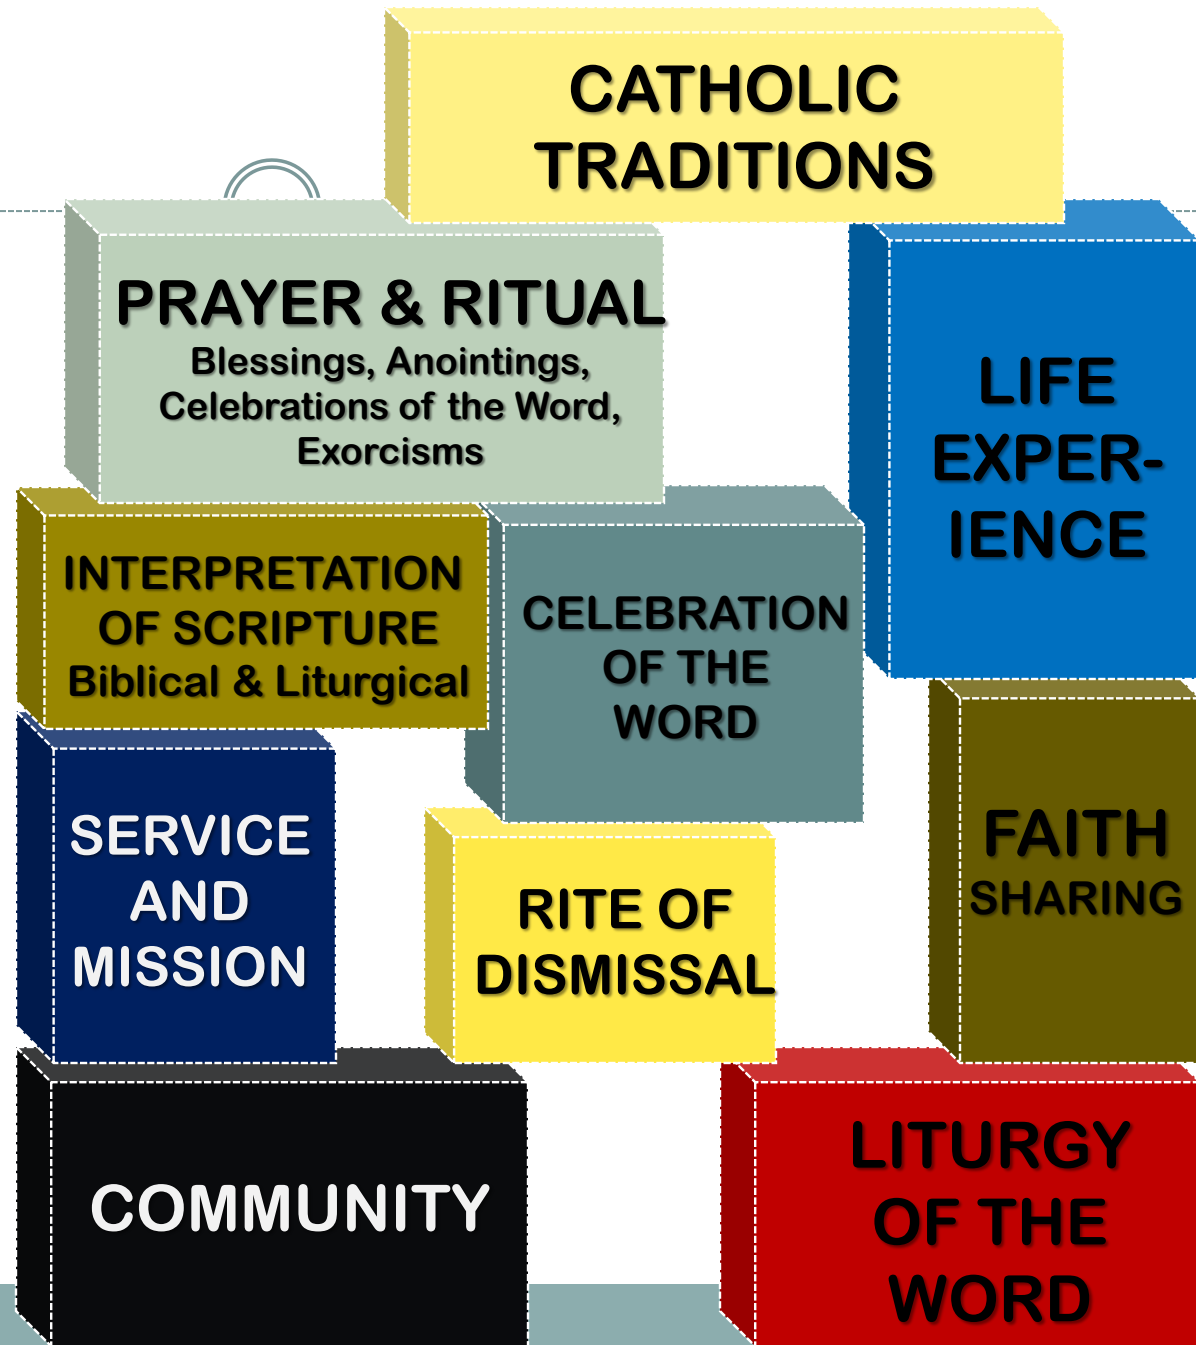 CATHOLIC
TRADITIONS
PRAYER & RITUAL
Blessings, Anointings,
Celebrations of the Word,
Exorcisms
LIFE
EXPER-
IENCE
INTERPRETATION
OF SCRIPTURE
Biblical & Liturgical
CELEBRATION
OF THE
WORD
SERVICE
AND
MISSION
RITE OF
DISMISSAL
FAITH
SHARING
COMMUNITY
LITURGY
OF THE
WORD